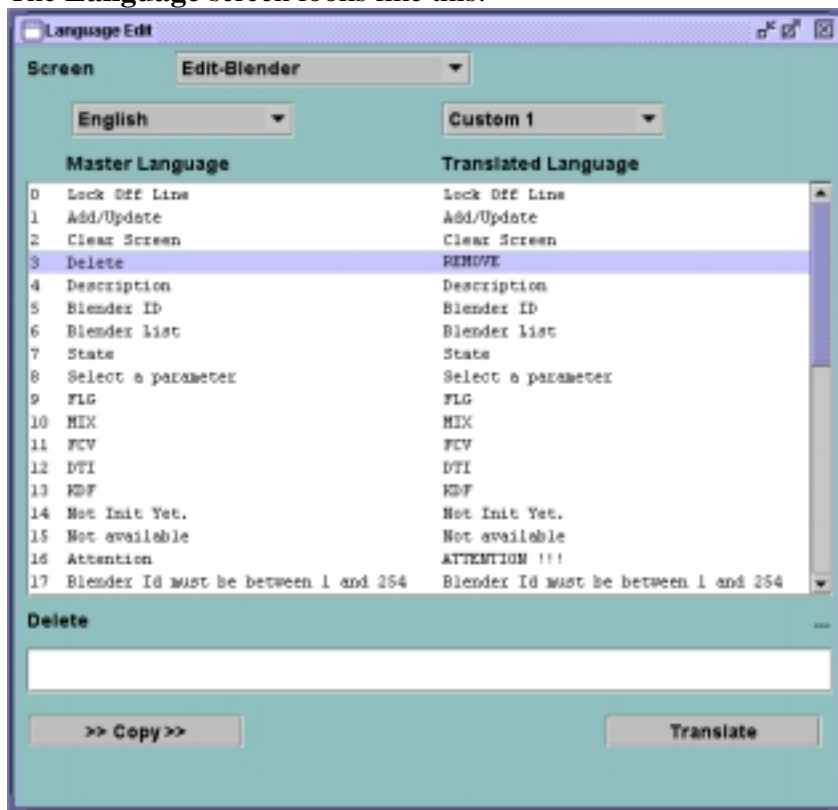 The Language screen looks like this:
Language Edit
Screen Edit-Blender
English Custom 1
Master Language Translated Language
0 Lock Off Line Lock Off Line
1 Add/Update Add/Update
2 Clear Screen Clear Screen
3 Delete REMOVE
4 Description Description
5 Blender ID Blender ID
6 Blender List Blender List
7 State State
8 Select a parameter Select a parameter
9 FLG FLG
10 MIX MIX
11 FCV FCV
12 DTI DTI
13 KDF KDF
14 Not Init Yet. Not Init Yet.
15 Not available Not available
16 Attention ATTENTION !!!
17 Blender Id must be between 1 and 254 Blender Id must be between 1 and 254
Delete ...
>> Copy >> Translate